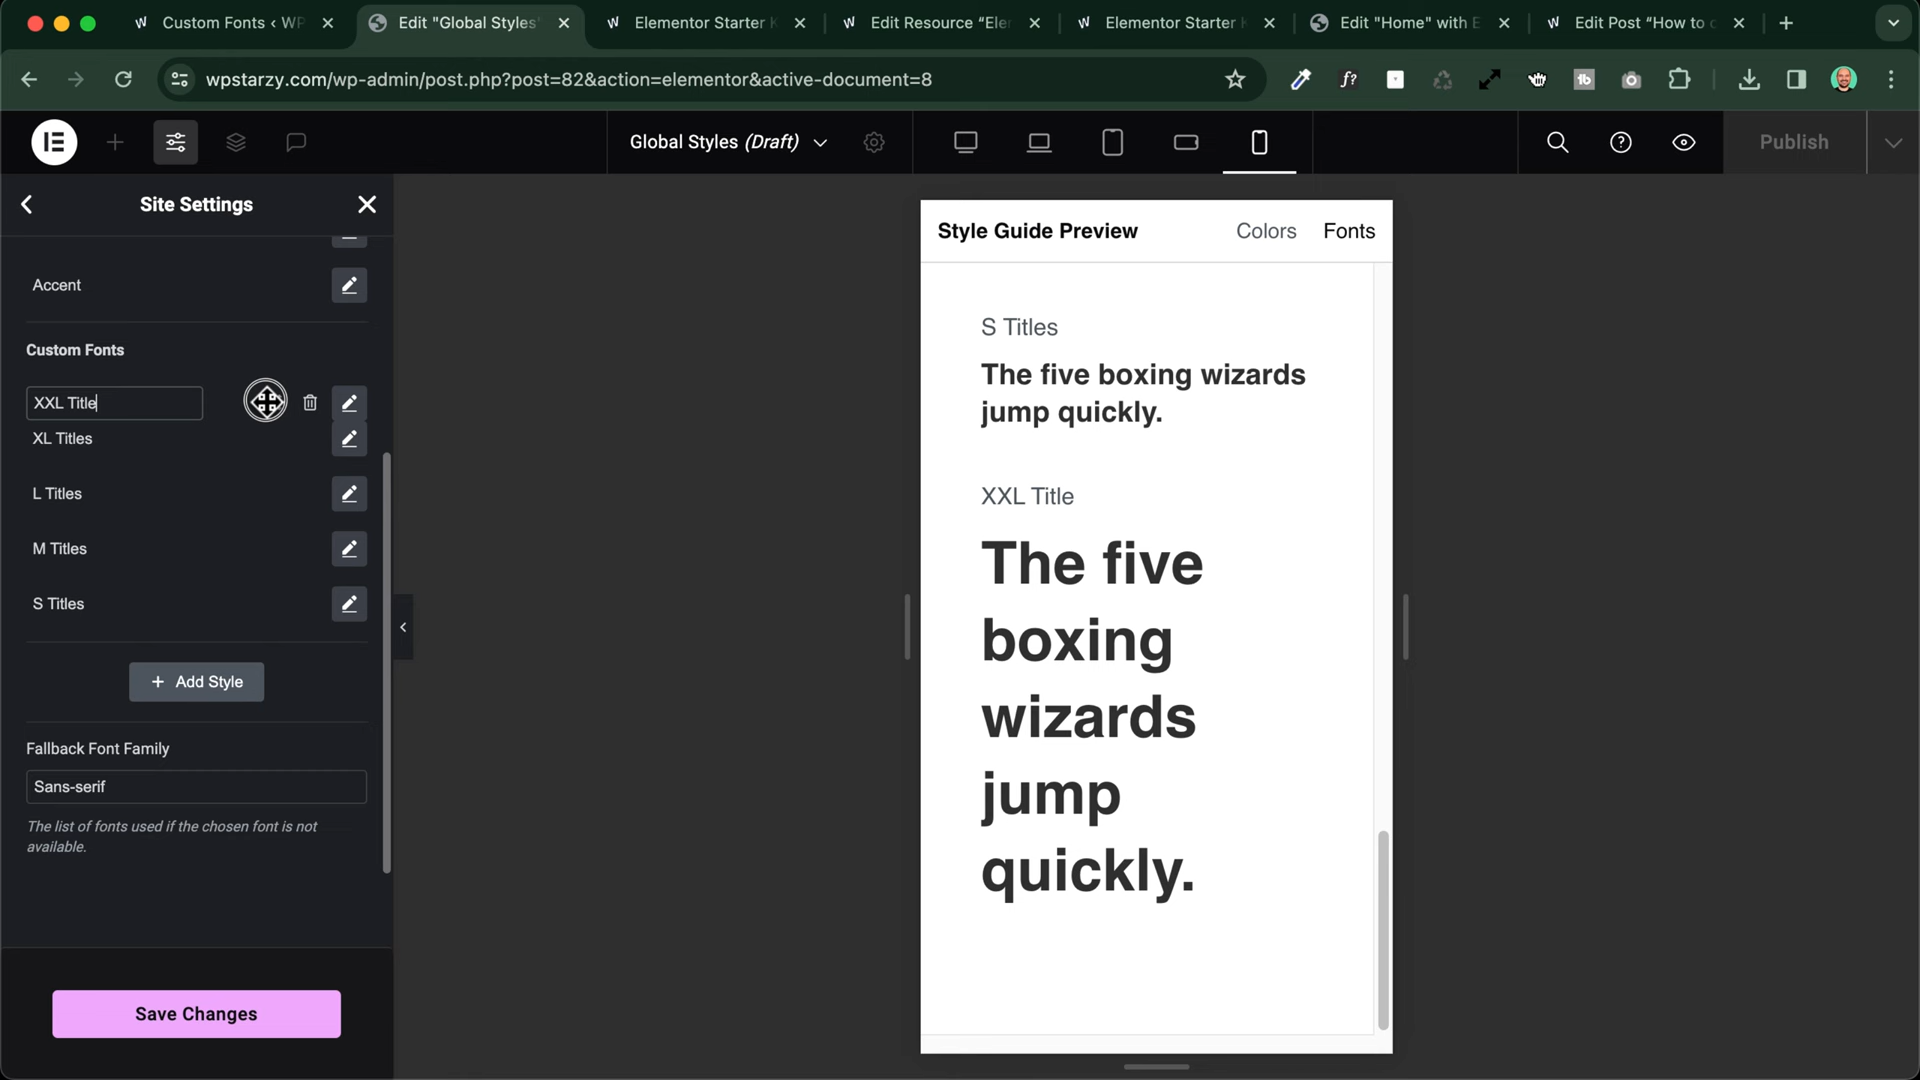 Custom Fonts ‹ WP
Edit "Global Styles"
Elementor Starter K
Edit Resource “Ele
Elementor Starter K
Edit "Home" with E
Edit Post “How to c
wpstarzy.com/wp-admin/post.php?post=82&action=elementor&active-document=8
f?
tb
Global Styles (Draft)
Publish
Site Settings
Accent
Custom Fonts
XXL Title
XL Titles
L Titles
M Titles
S Titles
+ Add Style
Fallback Font Family
Sans-serif
The list of fonts used if the chosen font is not
available.
Save Changes
Style Guide Preview
Colors
Fonts
S Titles
The five boxing wizards
jump quickly.
XXL Title
The five
boxing
wizards
jump
quickly.